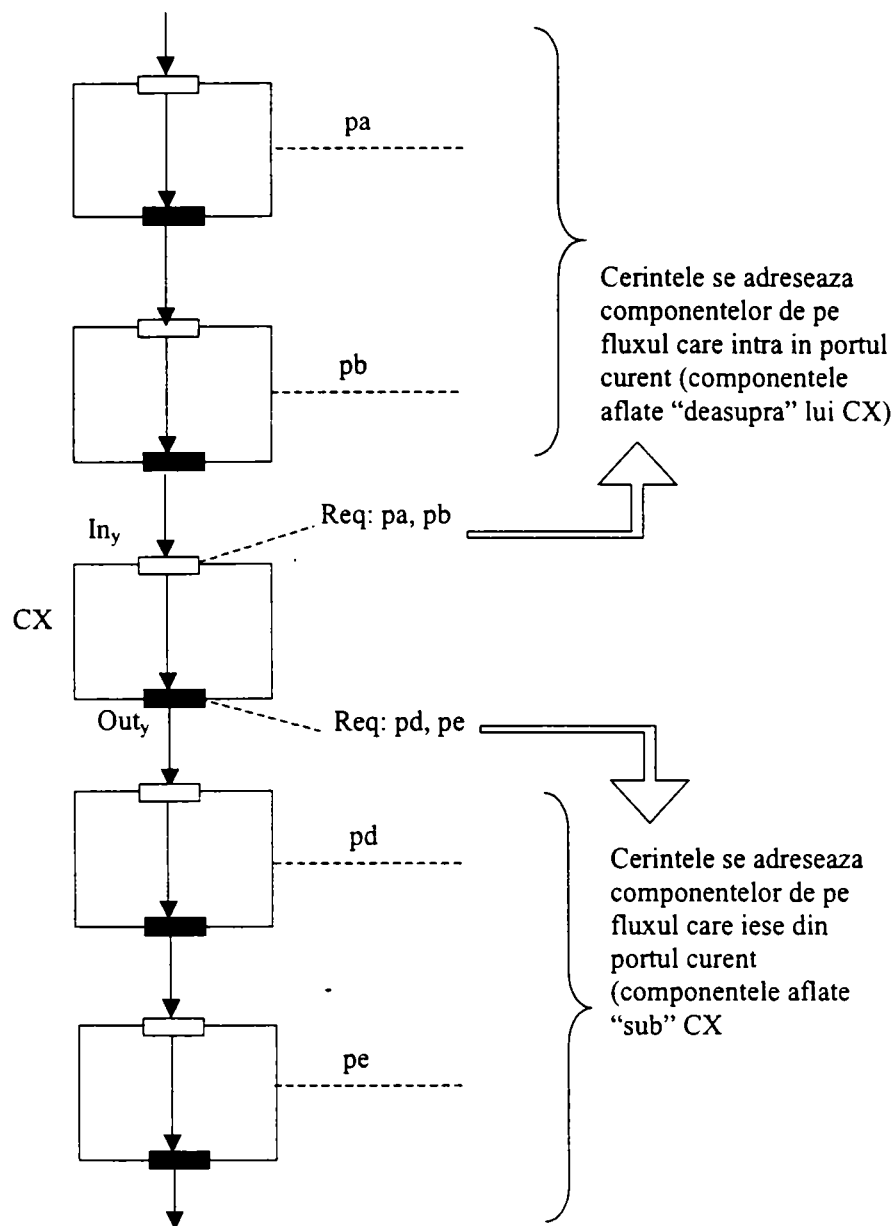 pa
Cerintele se adreseaza
componentelor de pe
fluxul care intra in portul
curent (componentele
aflate “deasupra” lui CX)
pb
Req: pa, pb
Iny
CX
Outy
Req: pd, pe
pd
Cerintele se adreseaza
componentelor de pe
fluxul care iese din
portul curent
(componentele aflate
“sub” CX
pe